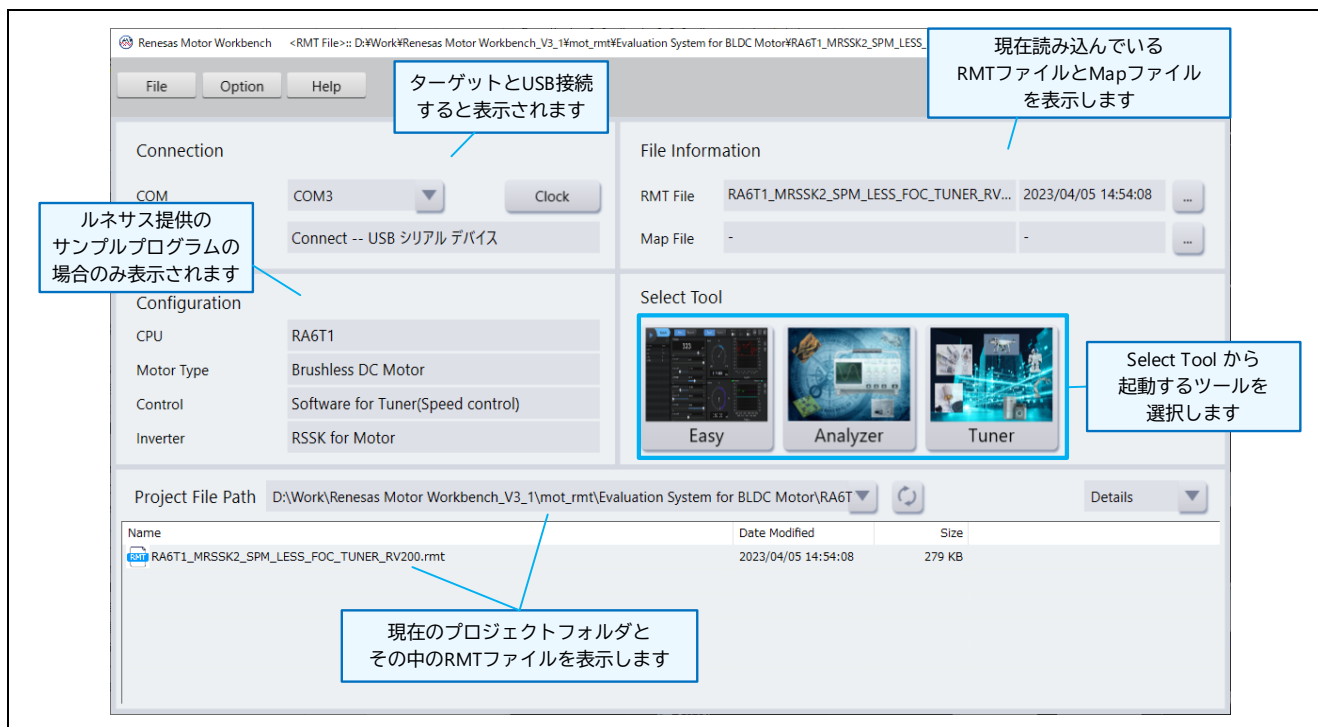 Renesas Motor Workbench <RMT File>:: D:¥Work¥Renesas Motor Workbench_V3_1¥mot_rmt¥Evaluation System for BLDC Motor¥RA6T1_MRSSK2_SPM_LESS_
現在読み込んでいる
RMTファイルとMapファイル
を表示します
File Option Help
ターゲットとUSB接続
すると表示されます
Connection
COM COM3 Clock
Connect -- USB シリアル デバイス
File Information
RMT File RA6T1_MRSSK2_SPM_LESS_FOC_TUNER_RV... 2023/04/05 14:54:08 ...
Map File - - ...
ルネサス提供の
サンプルプログラムの
場合のみ表示されます
Configuration
CPU RA6T1
Motor Type Brushless DC Motor
Control Software for Tuner(Speed control)
Inverter RSSK for Motor
Select Tool
Easy Analyzer Tuner
Select Tool から
起動するツールを
選択します
Project File Path D:\Work\Renesas Motor Workbench_V3_1\mot_rmt\Evaluation System for BLDC Motor\RA6T Details
Name Date Modified Size
RMT RA6T1_MRSSK2_SPM_LESS_FOC_TUNER_RV200.rmt 2023/04/05 14:54:08 279 KB
現在のプロジェクトフォルダと
その中のRMTファイルを表示します